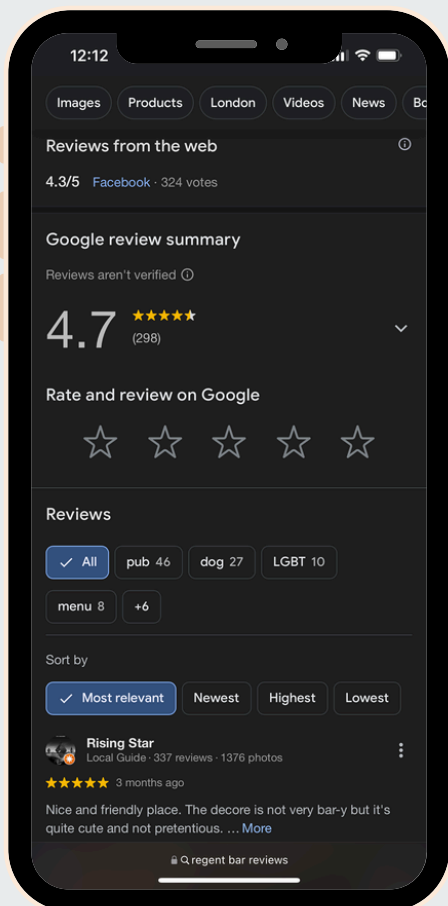 12:12
Images Products London Videos News Bo
Reviews from the web
4.3/5 Facebook · 324 votes
Google review summary
Reviews aren't verified
4.7
(298)
Rate and review on Google
Reviews
All pub 46 dog 27 LGBT 10
menu 8 +6
Sort by
Most relevant Newest Highest Lowest
Rising Star
Local Guide · 337 reviews · 1376 photos
3 months ago
Nice and friendly place. The decore is not very bar-y but it's
quite cute and not pretentious. … More
regent bar reviews